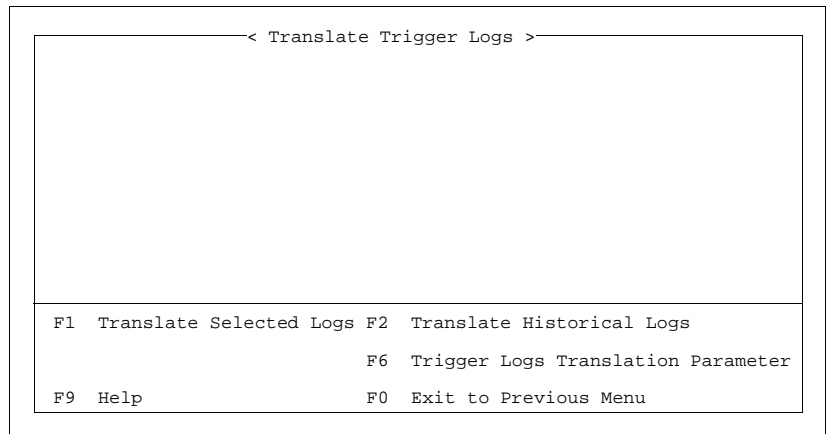 < Translate Trigger Logs >
F1 Translate Selected Logs F2 Translate Historical Logs
F6 Trigger Logs Translation Parameter
F9 Help F0 Exit to Previous Menu